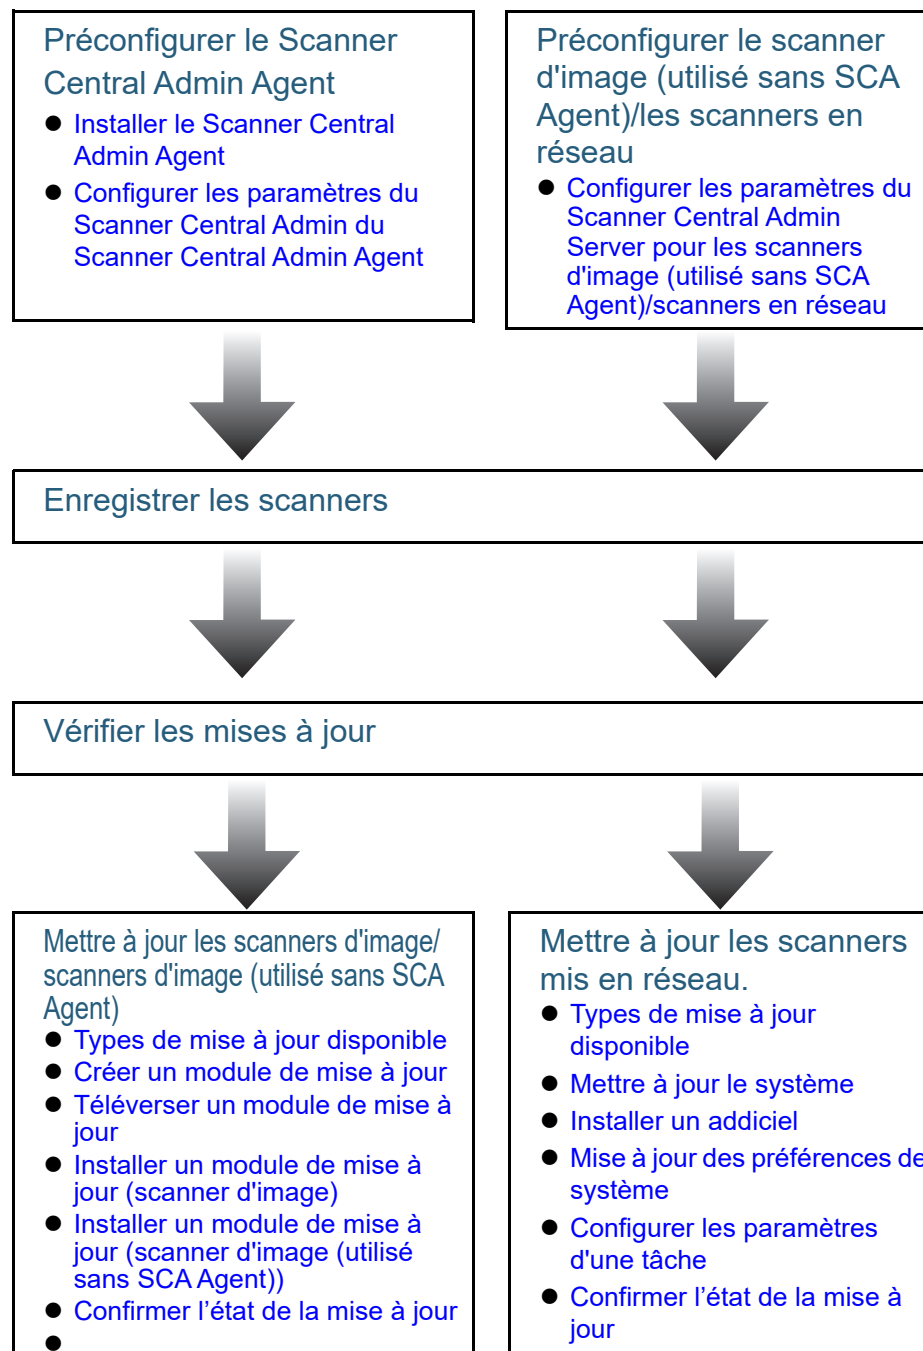 Préconfigurer le Scanner
Central Admin Agent
● Installer le Scanner Central
Admin Agent
● Configurer les paramètres du
Scanner Central Admin du
Scanner Central Admin Agent
Préconfigurer le scanner
d'image (utilisé sans SCA
Agent)/les scanners en
réseau
● Configurer les paramètres du
Scanner Central Admin
Server pour les scanners
d'image (utilisé sans SCA
Agent)/scanners en réseau
Enregistrer les scanners
Vérifier les mises à jour
Mettre à jour les scanners d'image/
scanners d'image (utilisé sans SCA
Agent)
● Types de mise à jour disponible
● Créer un module de mise à jour
● Téléverser un module de mise à
jour
● Installer un module de mise à
jour (scanner d'image)
● Installer un module de mise à
jour (scanner d'image (utilisé
sans SCA Agent))
● Confirmer l’état de la mise à jour
●
Mettre à jour les scanners
mis en réseau.
● Types de mise à jour
disponible
● Mettre à jour le système
● Installer un addiciel
● Mise à jour des préférences de
système
● Configurer les paramètres
d'une tâche
● Confirmer l’état de la mise à
jour